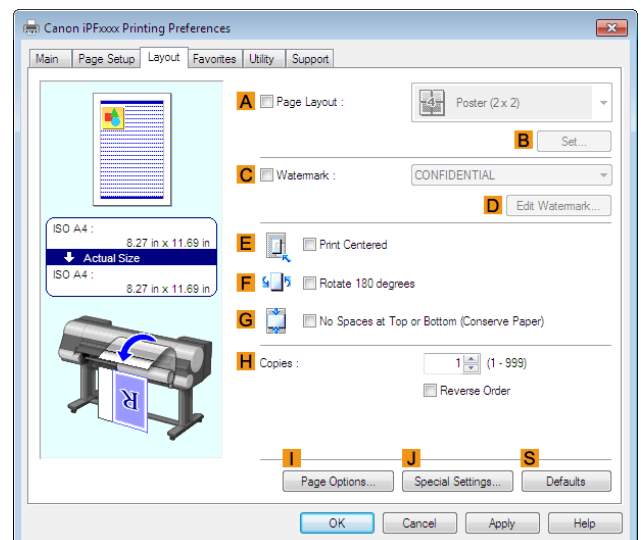 Canon iPFxxxx Printing Preferences
Main Page Setup Layout Favorites Utility Support
A Page Layout : 4 Poster (2 x 2)
B Set...
C Watermark : CONFIDENTIAL
D Edit Watermark...
ISO A4 :
8.27 in x 11.69 in
Actual Size
ISO A4 :
8.27 in x 11.69 in
E Print Centered
F Rotate 180 degrees
G No Spaces at Top or Bottom (Conserve Paper)
H Copies : 1 (1 - 999)
Reverse Order
R
I J S
Page Options... Special Settings... Defaults
OK Cancel Apply Help